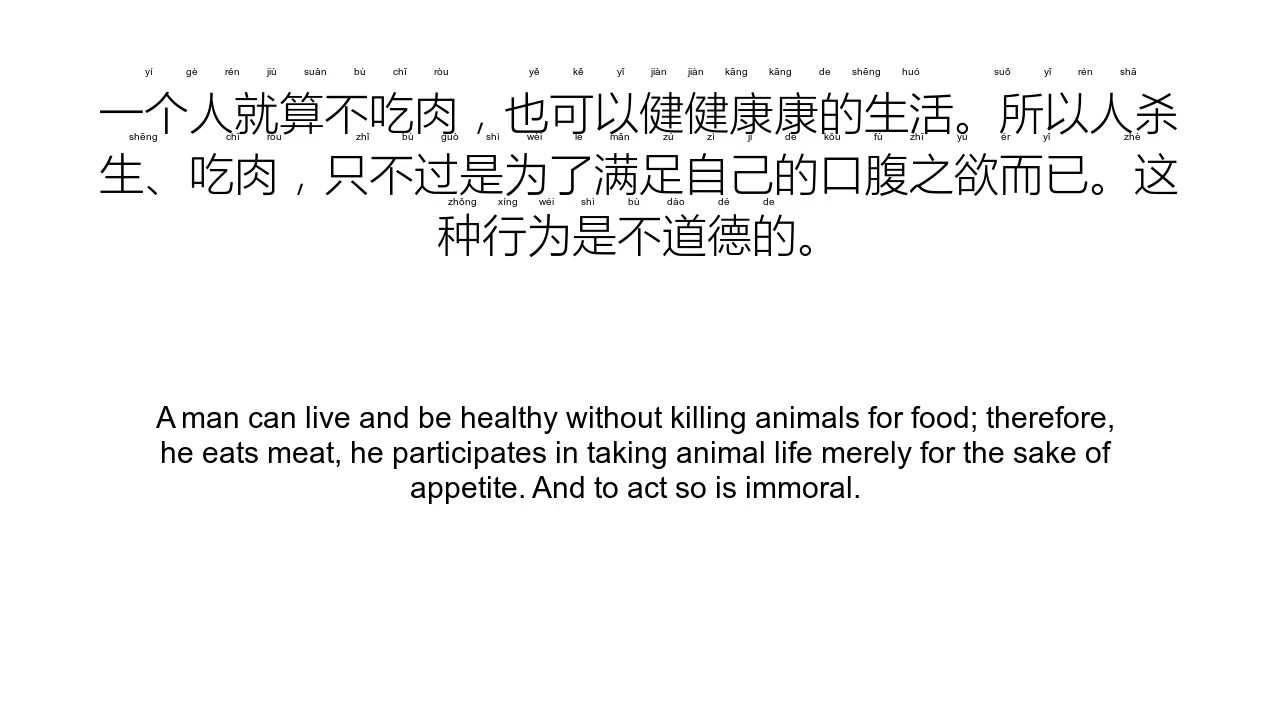 yí gè rén jiù suàn bù chī ròu yě kě yǐ jiàn jiàn kāng kāng de shēng huó suǒ yǐ rén shā
一个人就算不吃肉，也可以健健康康的生活。所以人杀
shēng chī ròu zhǐ bù guò shì wèi le mǎn zú zì jǐ de kǒu fù zhī yù ér yǐ zhè
生、吃肉，只不过是为了满足自己的口腹之欲而已。这
zhǒng xíng wéi shì bù dào dé de
种行为是不道德的。
A man can live and be healthy without killing animals for food; therefore,
he eats meat, he participates in taking animal life merely for the sake of
appetite. And to act so is immoral.